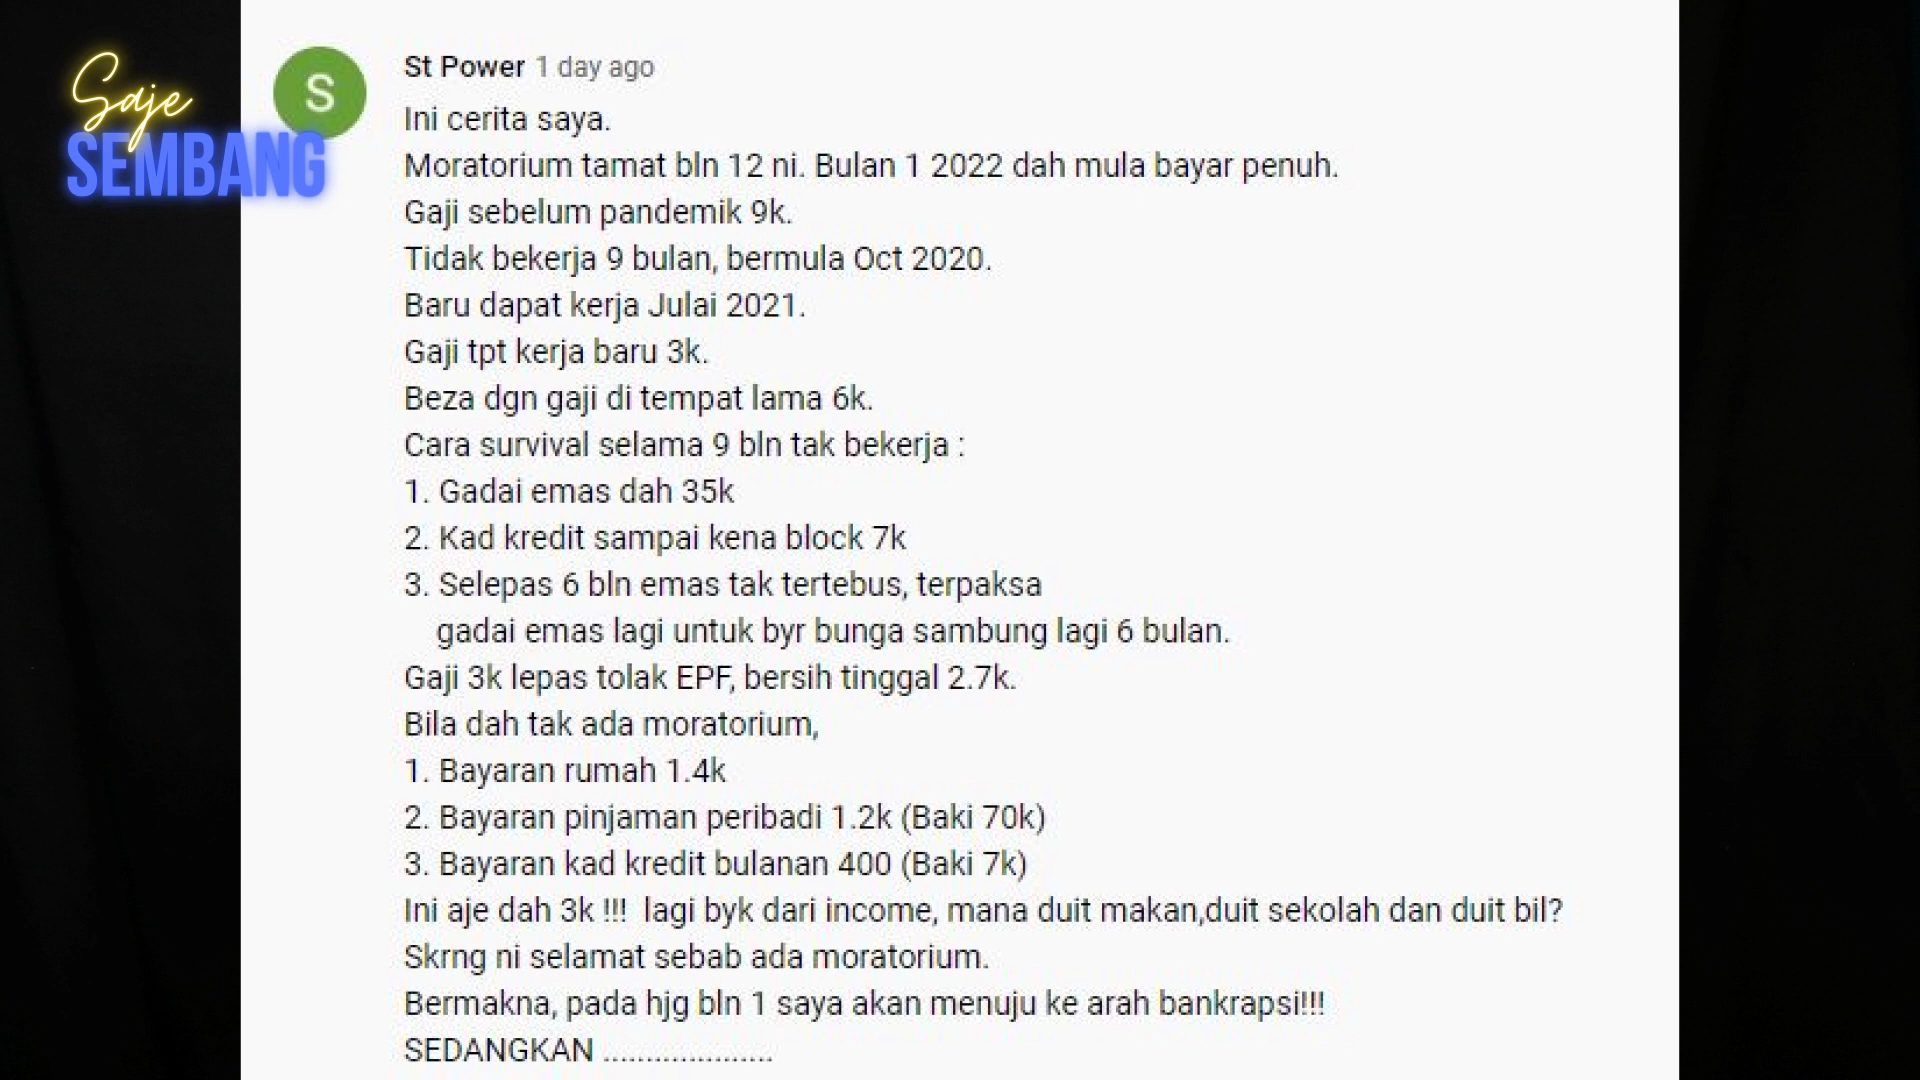 Saje
SEMBANG
S
St Power 1 day ago
Ini cerita saya.
Moratorium tamat bln 12 ni. Bulan 1 2022 dah mula bayar penuh.
Gaji sebelum pandemik 9k.
Tidak bekerja 9 bulan, bermula Oct 2020.
Baru dapat kerja Julai 2021.
Gaji tpt kerja baru 3k.
Beza dgn gaji di tempat lama 6k.
Cara survival selama 9 bln tak bekerja :
1. Gadai emas dah 35k
2. Kad kredit sampai kena block 7k
3. Selepas 6 bln emas tak tertebus, terpaksa
gadai emas lagi untuk byr bunga sambung lagi 6 bulan.
Gaji 3k lepas tolak EPF, bersih tinggal 2.7k.
Bila dah tak ada moratorium,
1. Bayaran rumah 1.4k
2. Bayaran pinjaman peribadi 1.2k (Baki 70k)
3. Bayaran kad kredit bulanan 400 (Baki 7k)
Ini aje dah 3k !!!  lagi byk dari income, mana duit makan,duit sekolah dan duit bil?
Skrng ni selamat sebab ada moratorium.
Bermakna, pada hjg bln 1 saya akan menuju ke arah bankrapsi!!!
SEDANGKAN ....................